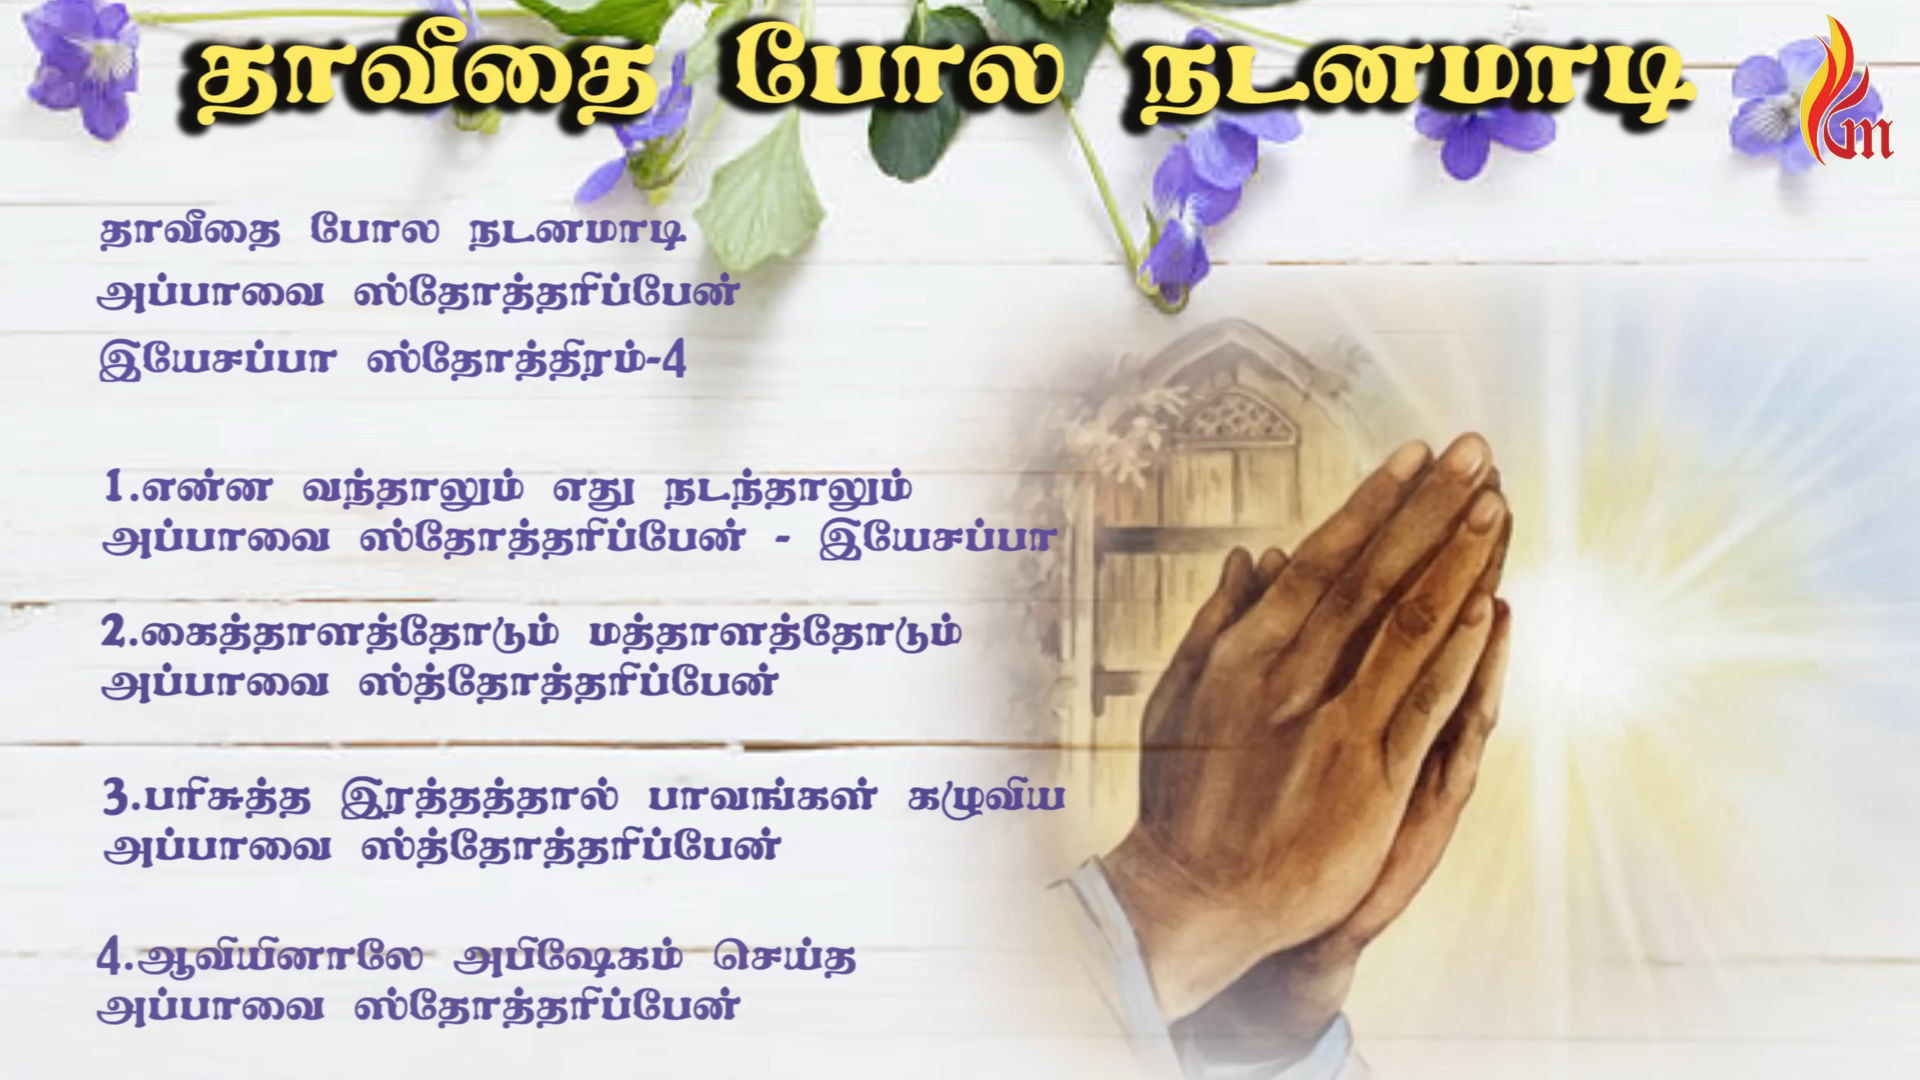 தாவீதை போல நடனமாடி
தாவீதை போல நடனமாடி
அப்பாவை ஸ்தோத்தரிப்பேன்
இயேசப்பா ஸ்தோத்திரம்-4
1.என்ன வந்தாலும் எது நடந்தாலும்
அப்பாவை ஸ்தோத்தரிப்பேன் - இயேசப்பா
2.கைத்தாளத்தோடும் மத்தாளத்தோடும்
அப்பாவை ஸ்த்தோத்தரிப்பேன்
3.பரிசுத்த இரத்தத்தால் பாவங்கள் கழுவிய
அப்பாவை ஸ்த்தோத்தரிப்பேன்
4.ஆவியினாலே அபிஷேகம் செய்த
அப்பாவை ஸ்தோத்தரிப்பேன்